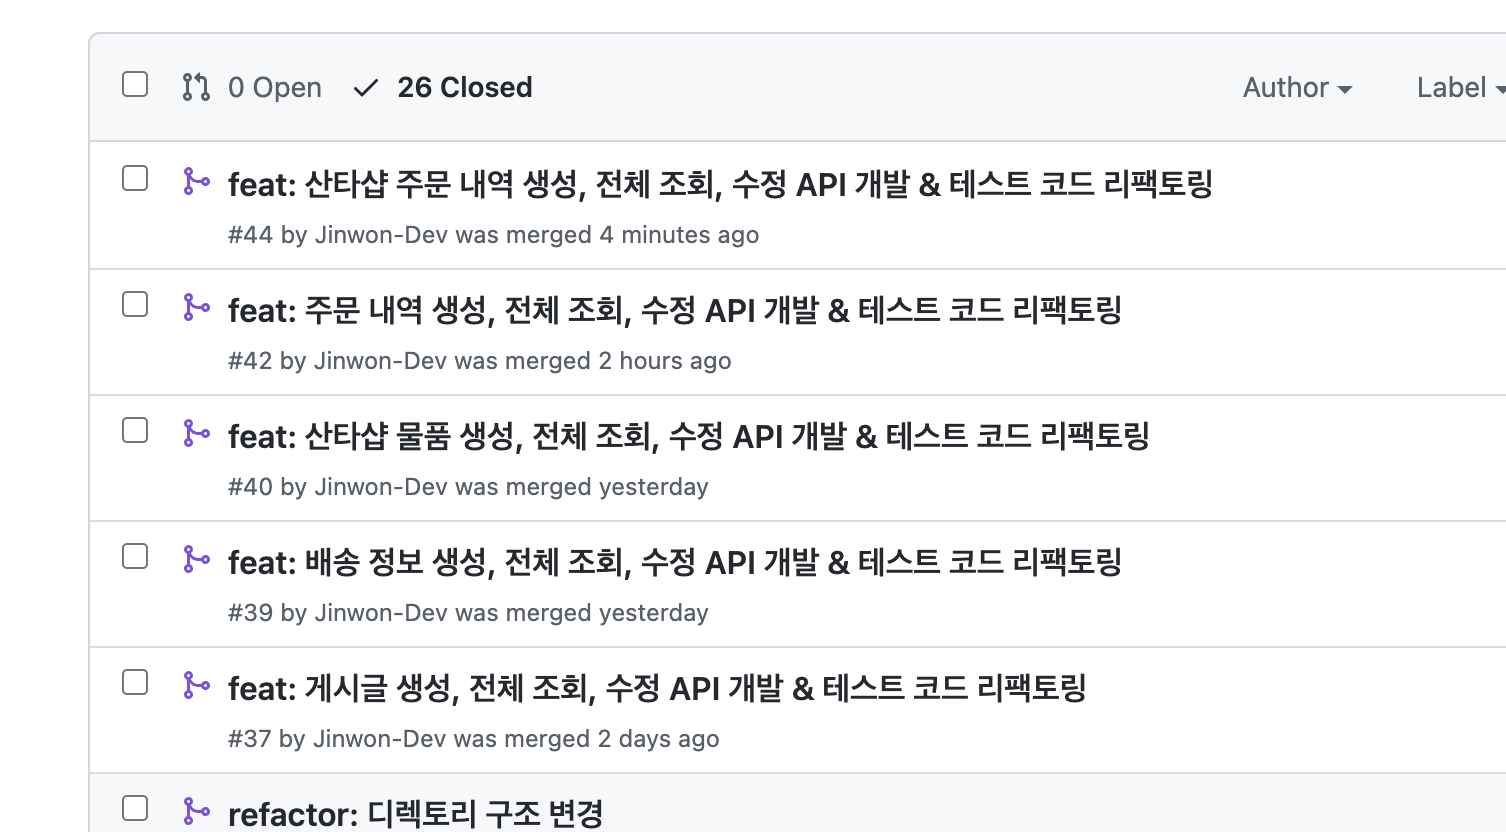 0 Open 26 Closed Author Label
feat: 산타샵 주문 내역 생성, 전체 조회, 수정 API 개발 & 테스트 코드 리팩토링
#44 by Jinwon-Dev was merged 4 minutes ago
feat: 주문 내역 생성, 전체 조회, 수정 API 개발 & 테스트 코드 리팩토링
#42 by Jinwon-Dev was merged 2 hours ago
feat: 산타샵 물품 생성, 전체 조회, 수정 API 개발 & 테스트 코드 리팩토링
#40 by Jinwon-Dev was merged yesterday
feat: 배송 정보 생성, 전체 조회, 수정 API 개발 & 테스트 코드 리팩토링
#39 by Jinwon-Dev was merged yesterday
feat: 게시글 생성, 전체 조회, 수정 API 개발 & 테스트 코드 리팩토링
#37 by Jinwon-Dev was merged 2 days ago
refactor: 디렉토리 구조 변경